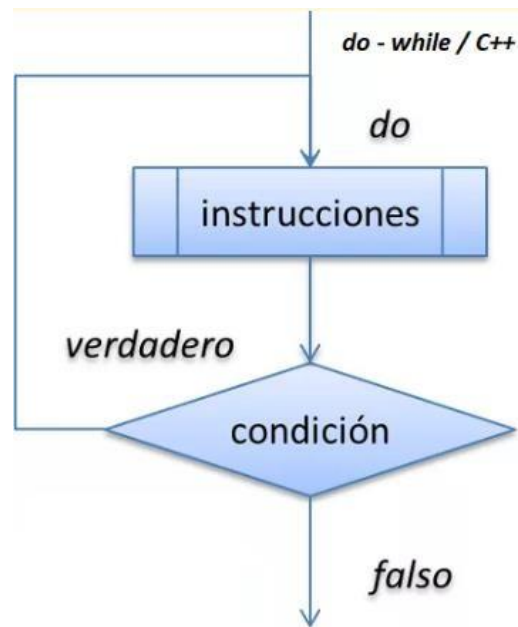 do - while / C++
do
instrucciones
verdadero
condición
falso